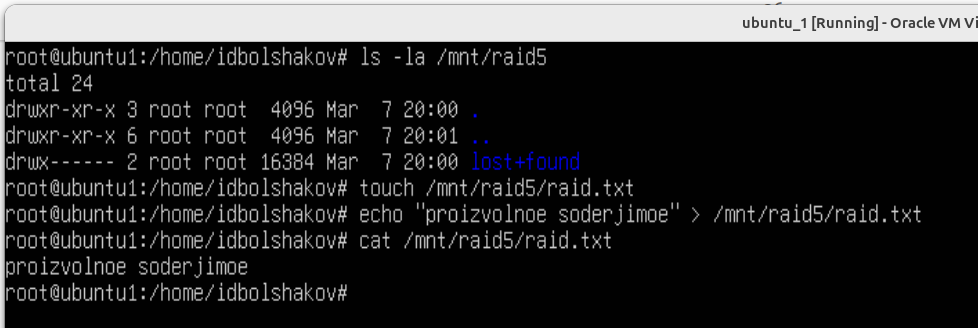 ubuntu_1 [Running] - Oracle VM Vi
root@ubuntu1:/home/idbolshakov# ls -la /mnt/raid5
total 24
drwxr-xr-x 3 root root  4096 Mar  7 20:00 .
drwxr-xr-x 6 root root  4096 Mar  7 20:01 ..
drwx------ 2 root root 16384 Mar  7 20:00 lost+found
root@ubuntu1:/home/idbolshakov# touch /mnt/raid5/raid.txt
root@ubuntu1:/home/idbolshakov# echo "proizvolnoe soderjimoe" > /mnt/raid5/raid.txt
root@ubuntu1:/home/idbolshakov# cat /mnt/raid5/raid.txt
proizvolnoe soderjimoe
root@ubuntu1:/home/idbolshakov#